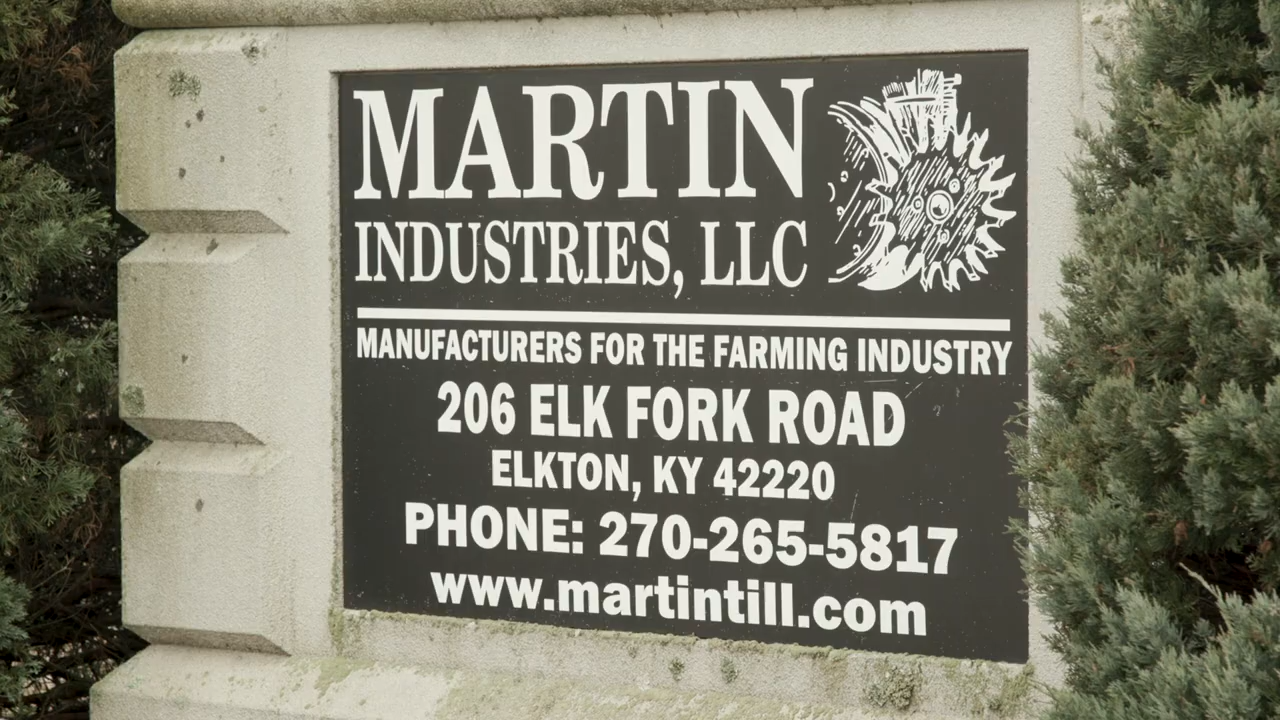 MARTIN
INDUSTRIES, LLC
MANUFACTURERS FOR THE FARMING INDUSTRY
206 ELK FORK ROAD
ELKTON, KY 42220
PHONE: 270-265-5817
www.martintill.com